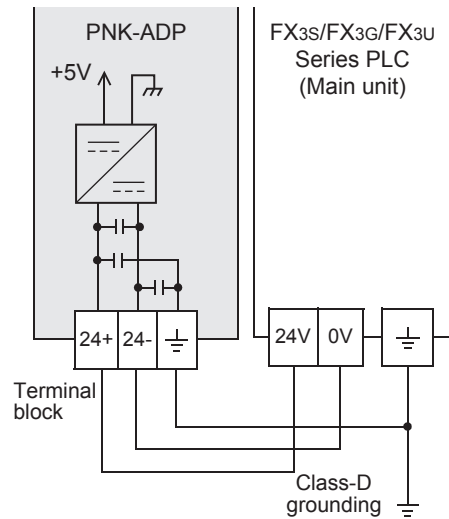 PNK-ADP
+5V
FX3S/FX3G/FX3U
Series PLC
(Main unit)
24+ 24-
24V 0V
Terminal
block
Class-D
grounding